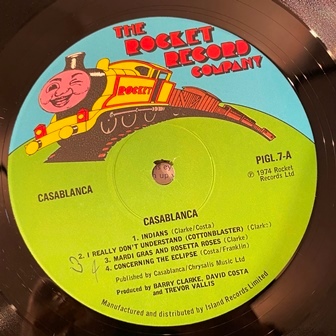 THE
ROCKET
RECORD
COMPANY
ROCKET
PIGL.7-A
℗ 1974 Rocket
Records Ltd
CASABLANCA
CASABLANCA
1. INDIANS (Clarke/Costa)
2. I REALLY DON'T UNDERSTAND (COTTONBLASTER) (Clarke)
3. MARDI GRAS AND ROSETTA ROSES (Clarke)
4. CONCERNING THE ECLIPSE (Costa/Franklin)
Published by Casablanca/Chrysalis Music Ltd
Produced by BARRY CLARKE, DAVID COSTA
and TREVOR VALLIS
Manufactured and distributed by Island Records Limited